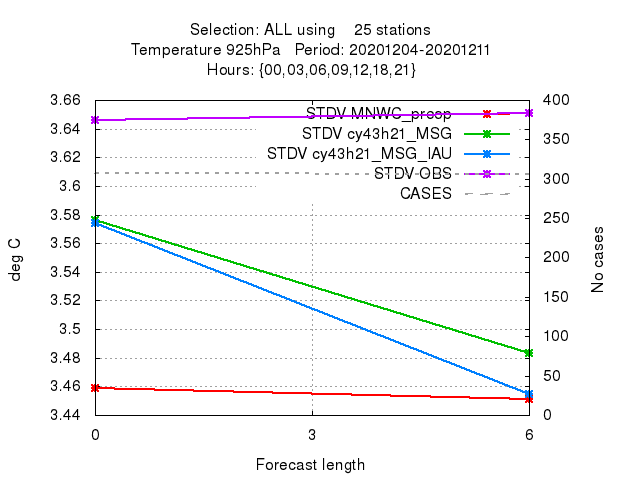 Selection: ALL using 25 stations
Temperature 925hPa Period: 20201204-20201211
Hours: {00,03,06,09,12,18,21}
3.66
3.64
3.62
3.6
3.58
3.56
3.54
3.52
3.5
3.48
3.46
3.44
deg C
STDV MNWC_preop
STDV cy43h21_MSG
STDV cy43h21_MSG_IAU
STDV OBS
CASES
400
350
300
250
200
150
100
50
0
No cases
0 3 6
Forecast length